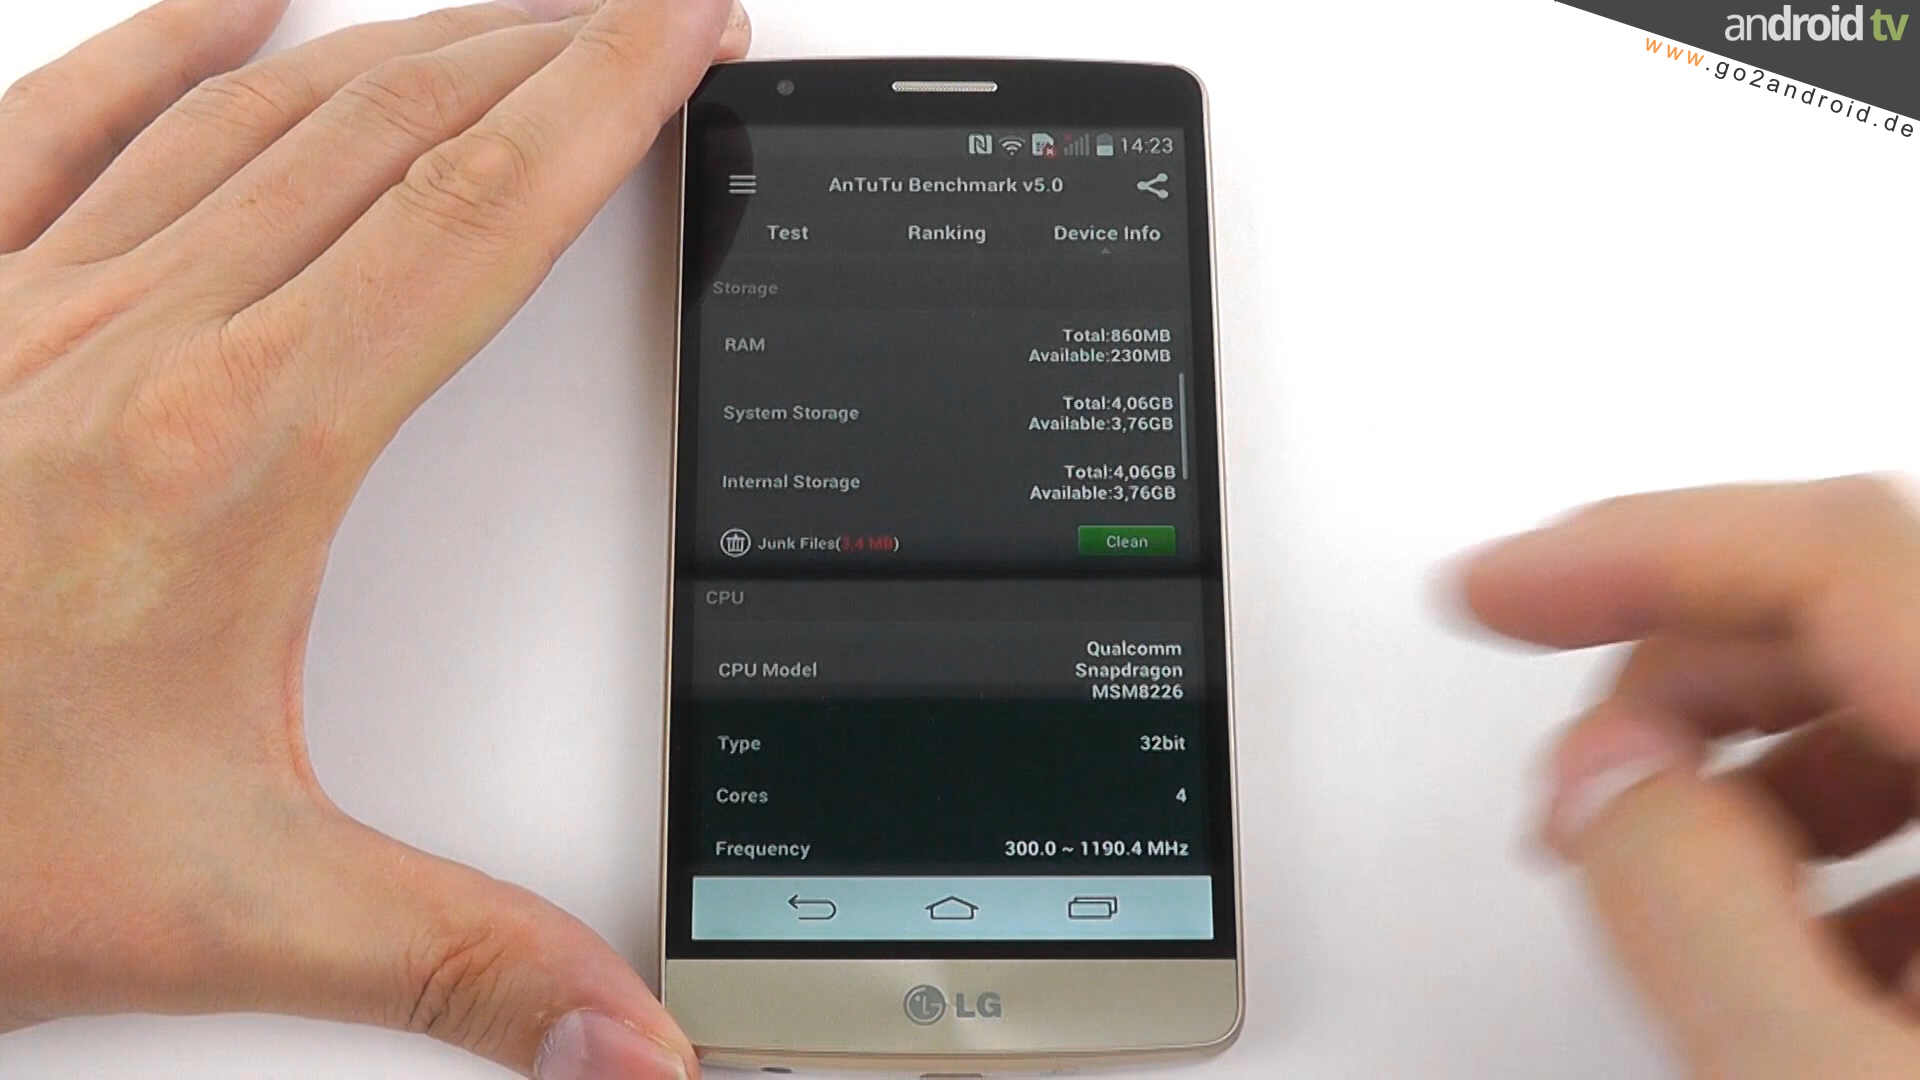 android tv
www.go2android.de
14:23
AnTuTu Benchmark v5.0
Test Ranking Device Info
Storage
RAM Total:860MB
Available:230MB
System Storage Total:4,06GB
Available:3,76GB
Internal Storage Total:4,06GB
Available:3,76GB
Junk Files(3,4 MB) Clean
CPU
CPU Model Qualcomm
Snapdragon
MSM8226
Type 32bit
Cores 4
Frequency 300.0 ~ 1190.4 MHz
LG